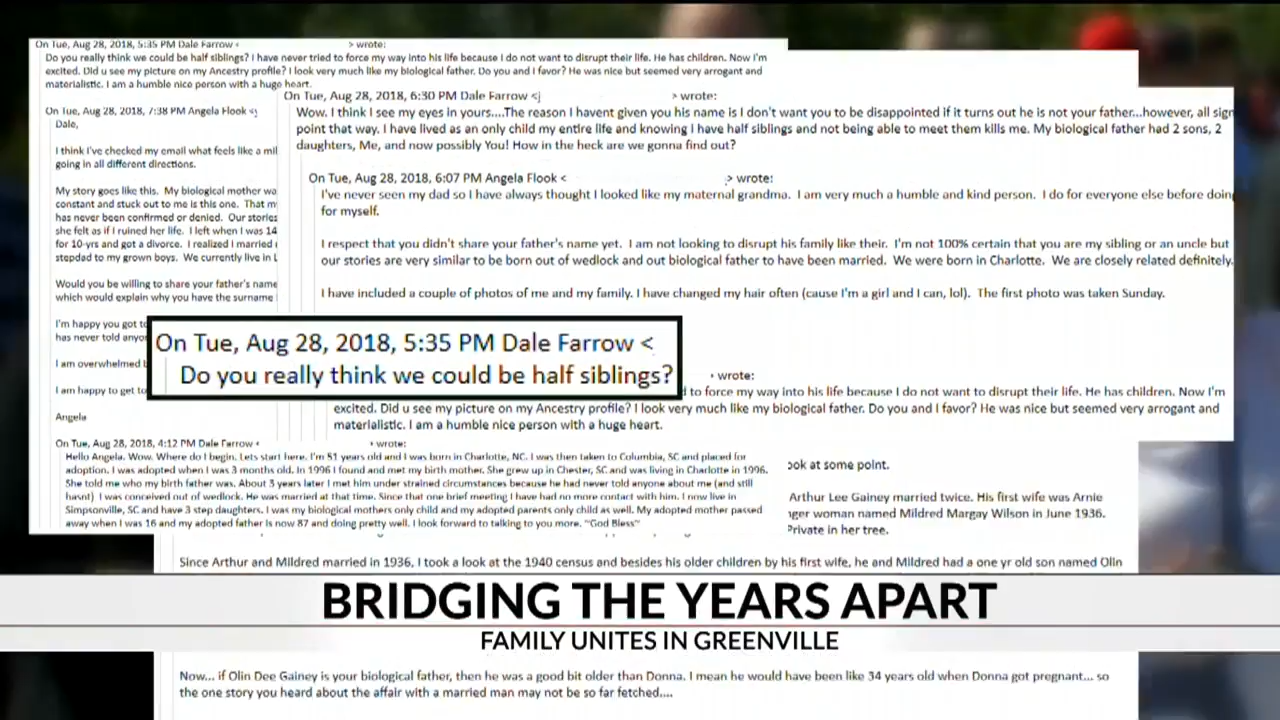 On Tue, Aug 28, 2018, 5:35 PM Dale Farrow < > wrote:
Do you really think we could be half siblings? I have never tried to force my way into his life because I do not want to disrupt their life. He has children. Now I'm
excited. Did u see my picture on my Ancestry profile? I look very much like my biological father. Do you and I favor? He was nice but seemed very arrogant and
materialistic. I am a humble nice person with a huge heart.
On Tue, Aug 28, 2018, 7:38 PM Angela Flook <
Dale,
I think I've checked my email what feels like a mil
going in all different directions.
My story goes like this. My biological mother wa
constant and stuck out to me is this one. That m
has never been confirmed or denied. Our stories
she felt as if I ruined her life. I left when I was 14
for 10-yrs and got a divorce. I realized I married
stepdad to my grown boys. We currently live in L
Would you be willing to share your father's name
which would explain why you have the surname
I'm happy you got to
has never told anyo
I am overwhelmed
I am happy to get to
Angela
On Tue, Aug 28, 2018, 6:30 PM Dale Farrow <j > wrote:
Wow. I think I see my eyes in yours....The reason I havent given you his name is I don't want you to be disappointed if it turns out he is not your father...however, all sign
point that way. I have lived as an only child my entire life and knowing I have half siblings and not being able to meet them kills me. My biological father had 2 sons, 2
daughters, Me, and now possibly You! How in the heck are we gonna find out?
On Tue, Aug 28, 2018, 6:07 PM Angela Flook < > wrote:
I've never seen my dad so I have always thought I looked like my maternal grandma. I am very much a humble and kind person. I do for everyone else before doing
for myself.
I respect that you didn't share your father's name yet. I am not looking to disrupt his family like their. I'm not 100% certain that you are my sibling or an uncle but
our stories are very similar to be born out of wedlock and out biological father to have been married. We were born in Charlotte. We are closely related definitely.
I have included a couple of photos of me and my family. I have changed my hair often (cause I'm a girl and I can, lol). The first photo was taken Sunday.
On Tue, Aug 28, 2018, 5:35 PM Dale Farrow <
Do you really think we could be half siblings?
wrote:
d to force my way into his life because I do not want to disrupt their life. He has children. Now I'm
excited. Did u see my picture on my Ancestry profile? I look very much like my biological father. Do you and I favor? He was nice but seemed very arrogant and
materialistic. I am a humble nice person with a huge heart.
On Tue, Aug 28, 2018, 4:12 PM Dale Farrow wrote:
Hello Angela. Wow. Where do I begin. Lets start here. I'm 51 years old and I was born in Charlotte, NC. I was then taken to Columbia, SC and placed for
adoption. I was adopted when I was 3 months old. In 1996 I found and met my birth mother. She grew up in Chester, SC and was living in Charlotte in 1996.
She told me who my birth father was. About 3 years later I met him under strained circumstances because he had never told anyone about me (and still
hasnt) I was conceived out of wedlock. He was married at that time. Since that one brief meeting I have had no more contact with him. I now live in
Simpsonville, SC and have 3 step daughters. I was my biological mothers only child and my adopted parents only child as well. My adopted mother passed
away when I was 16 and my adopted father is now 87 and doing pretty well. I look forward to talking to you more. "God Bless"
ook at some point.
Arthur Lee Gainey married twice. His first wife was Arnie
nger woman named Mildred Margay Wilson in June 1936.
Private in her tree.
Since Arthur and Mildred married in 1936, I took a look at the 1940 census and besides his older children by his first wife, he and Mildred had a one yr old son named Olin
BRIDGING THE YEARS APART
FAMILY UNITES IN GREENVILLE
Now... if Olin Dee Gainey is your biological father, then he was a good bit older than Donna. I mean he would have been like 34 years old when Donna got pregnant... so
the one story you heard about the affair with a married man may not be so far fetched....